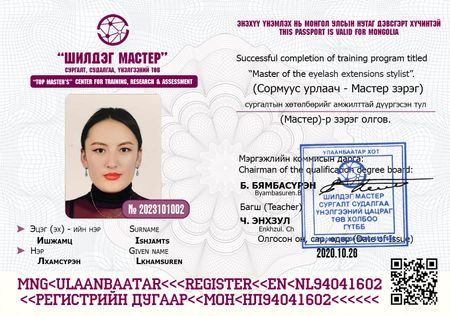 ЭНЭХҮҮ ҮНЭМЛЭХ НЬ МОНГОЛ УЛСЫН НУТАГ ДЭВСГЭРТ ХҮЧИНТЭЙ
THIS PASSPORT IS VALID FOR MONGOLIA
“ШИЛДЭГ МАСТЕР”
СУРГАЛТ, СУДАЛГАА, ҮНЭЛГЭЭНИЙ ТӨВ
"TOP MASTER'S" CENTER FOR TRAINING, RESEARCH & ASSESSMENT
№ 2023101002
Эцэг (эх) - ийн нэр
Surname
Ишжамц
Ishjamts
Нэр
Given name
Лхамсүрэн
Lkhamsuren
Successful completion of training program titled
“Master of the eyelash extensions stylist”.
(Сормуус урлаач - Мастер зэрэг)
сургалтын хөтөлбөрийг амжилттай дүүргэсэн тул
(Мастер)-р зэрэг олгов.
Мэргэжлийн коммисын дарга:
Chairman of the qualification degree board:
Б. БЯМБАСҮРЭН
Byambasuren.B
Багш (Teacher)
Ч. ЭНХЗУЛ
Enkhzul. Ch
Олгосон он, сар, өдөр (Date of Issue)
2020.10.28
УЛААНБААТАР ХОТ
ШИЛДЭГ МАСТЕР
СУРГАЛТ СУДАЛГАА
ҮНЭЛГЭЭНИЙ
ТӨВ
MNG<ULAANBAATAR<<<REGISTER<<EN<NL94041602
<<РЕГИСТРИЙН ДУГААР<<МОН<НЛ94041602<<<<<<